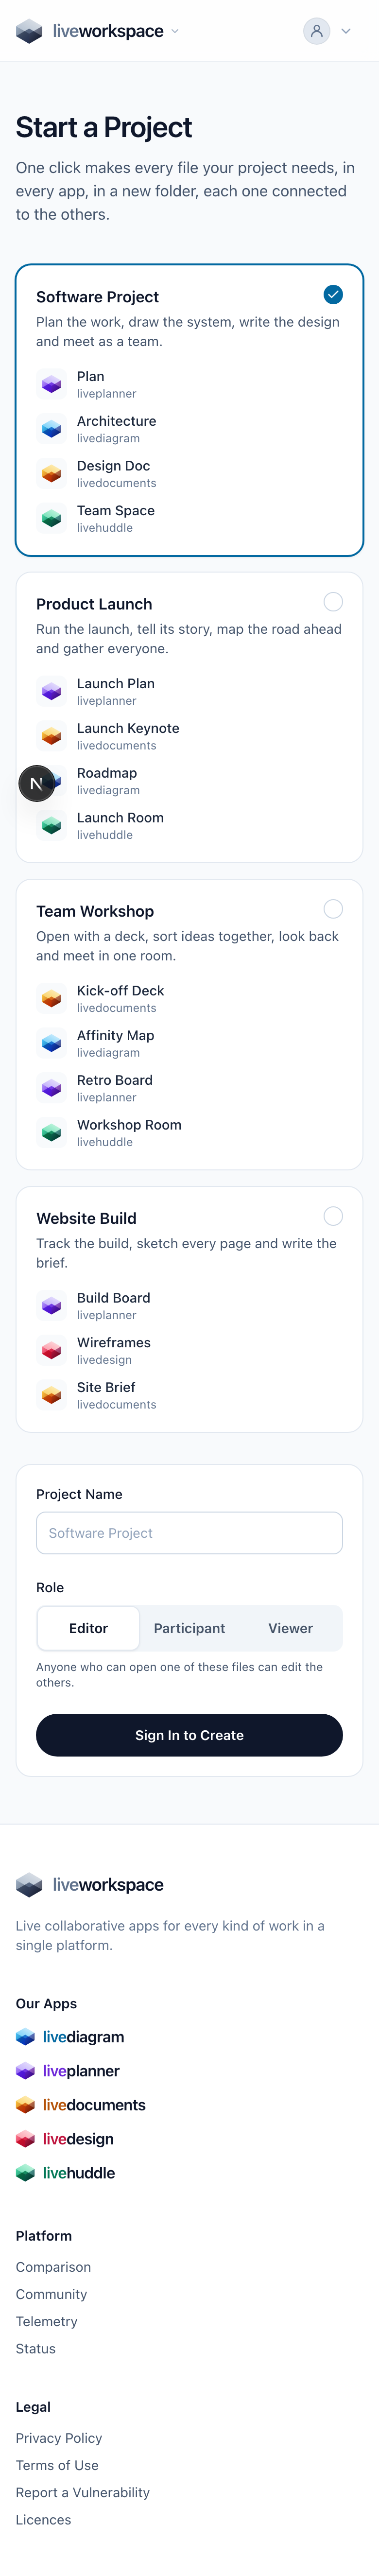 liveworkspace
Start a Project
One click makes every file your project needs, in
every app, in a new folder, each one connected
to the others.
Software Project
Plan the work, draw the system, write the design
and meet as a team.
Plan
liveplanner
Architecture
livediagram
Design Doc
livedocuments
Team Space
livehuddle
Product Launch
Run the launch, tell its story, map the road ahead
and gather everyone.
Launch Plan
liveplanner
Launch Keynote
livedocuments
Roadmap
livediagram
N
Launch Room
livehuddle
Team Workshop
Open with a deck, sort ideas together, look back
and meet in one room.
Kick-off Deck
livedocuments
Affinity Map
livediagram
Retro Board
liveplanner
Workshop Room
livehuddle
Website Build
Track the build, sketch every page and write the
brief.
Build Board
liveplanner
Wireframes
livedesign
Site Brief
livedocuments
Project Name
Software Project
Role
Editor Participant Viewer
Anyone who can open one of these files can edit the
others.
Sign In to Create
liveworkspace
Live collaborative apps for every kind of work in a
single platform.
Our Apps
livediagram
liveplanner
livedocuments
livedesign
livehuddle
Platform
Comparison
Community
Telemetry
Status
Legal
Privacy Policy
Terms of Use
Report a Vulnerability
Licences